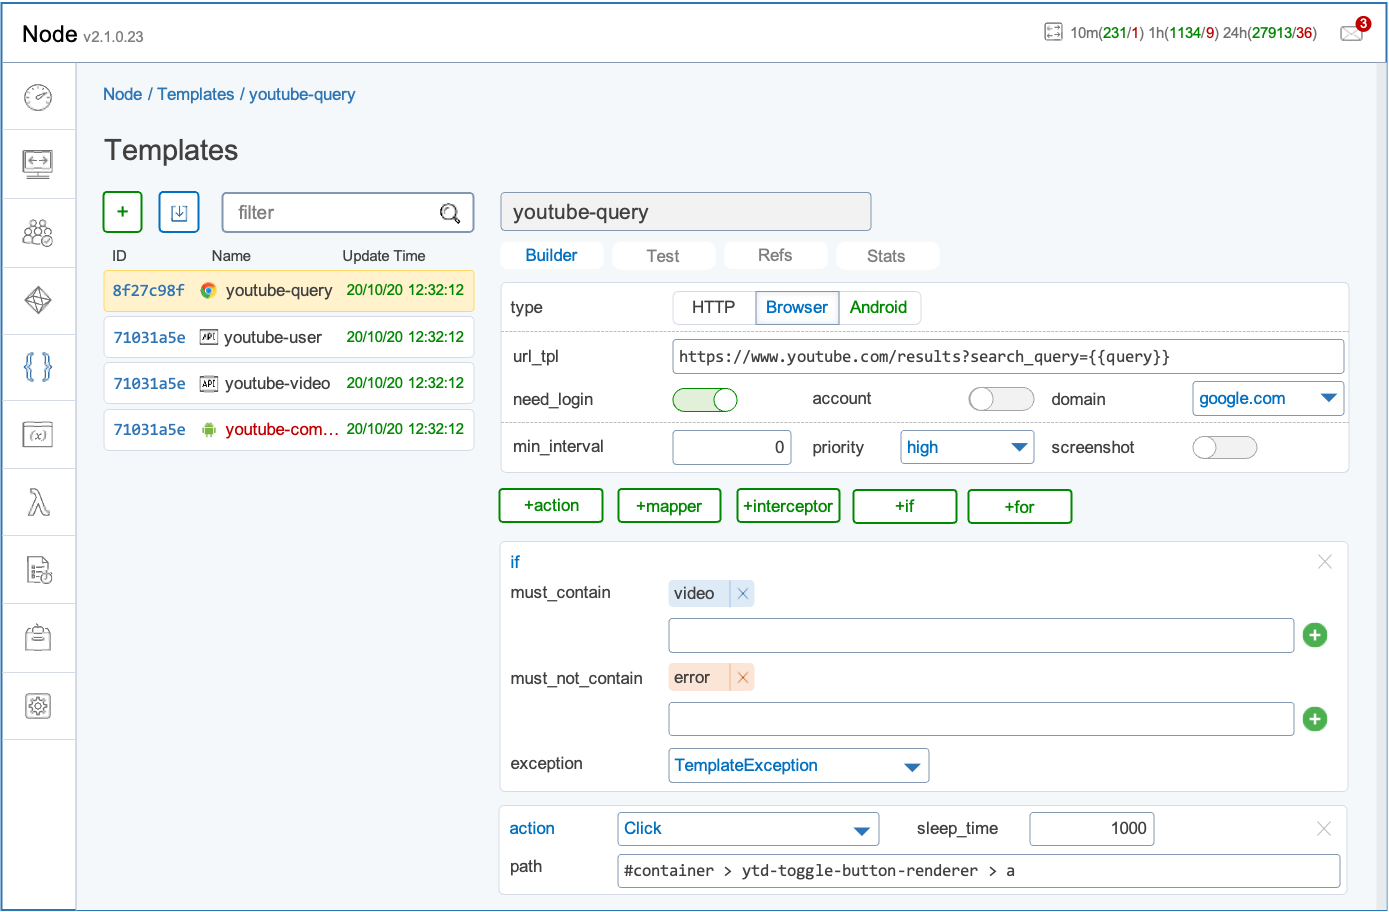 Node v2.1.0.23
10m(231/1) 1h(1134/9) 24h(27913/36)
3
Node / Templates / youtube-query
Templates
+
filter
ID Name Update Time
8f27c98f youtube-query 20/10/20 12:32:12
71031a5e API youtube-user 20/10/20 12:32:12
71031a5e API youtube-video 20/10/20 12:32:12
71031a5e youtube-com... 20/10/20 12:32:12
{ }
(x)
λ
youtube-query
Builder Test Refs Stats
type HTTP Browser Android
url_tpl https://www.youtube.com/results?search_query={{query}}
need_login account domain google.com
min_interval 0 priority high screenshot
+action +mapper +interceptor +if +for
if
must_contain video ×
+
must_not_contain error ×
+
exception TemplateException
action Click sleep_time 1000
path #container > ytd-toggle-button-renderer > a